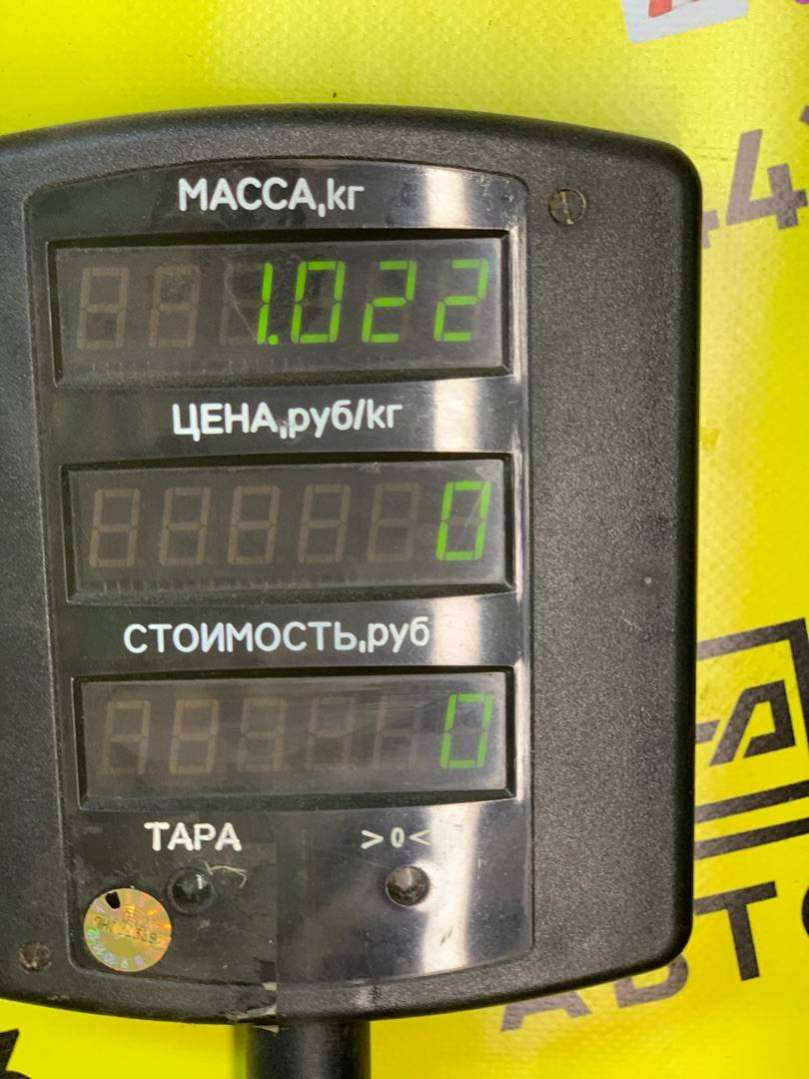 МАССА,кг
1.022
ЦЕНА,руб/кг
0
СТОИМОСТЬ,руб
0
ТАРА >0<